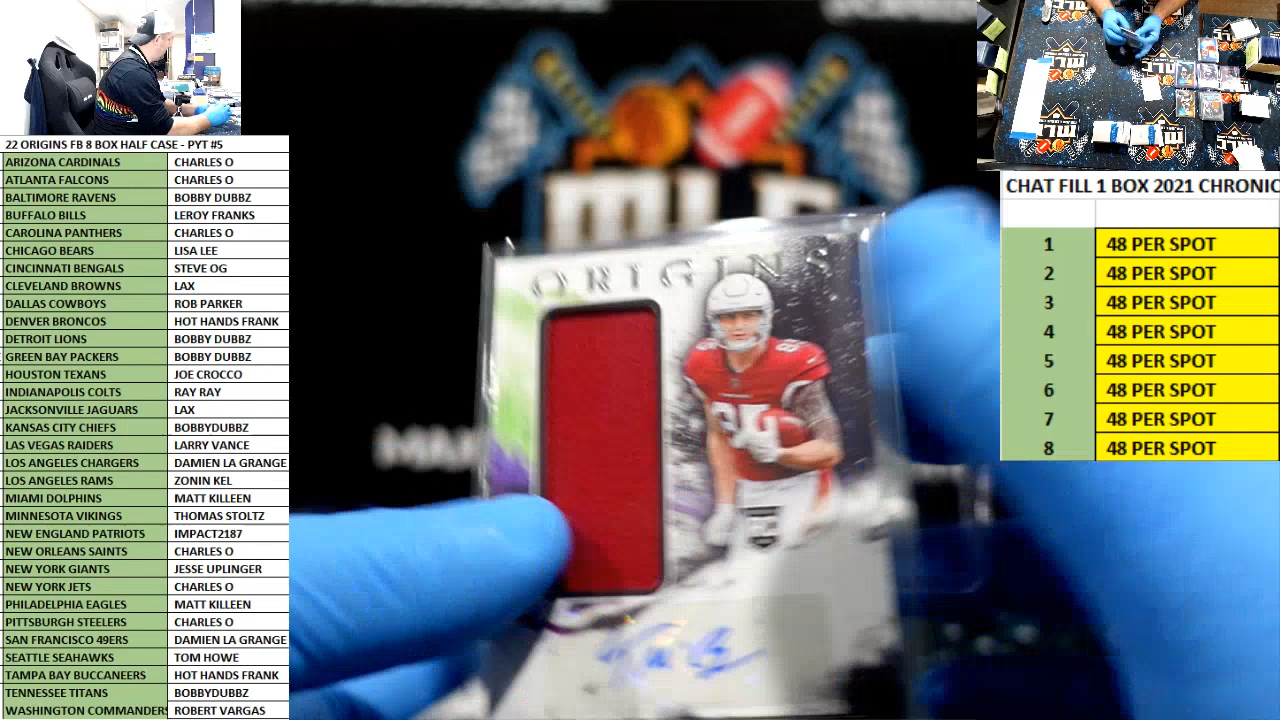 22 ORIGINS FB 8 BOX HALF CASE - PYT #5
ARIZONA CARDINALS CHARLES O
ATLANTA FALCONS CHARLES O
BALTIMORE RAVENS BOBBY DUBBZ
BUFFALO BILLS LEROY FRANKS
CAROLINA PANTHERS CHARLES O
CHICAGO BEARS LISA LEE
CINCINNATI BENGALS STEVE OG
CLEVELAND BROWNS LAX
DALLAS COWBOYS ROB PARKER
DENVER BRONCOS HOT HANDS FRANK
DETROIT LIONS BOBBY DUBBZ
GREEN BAY PACKERS BOBBY DUBBZ
HOUSTON TEXANS JOE CROCCO
INDIANAPOLIS COLTS RAY RAY
JACKSONVILLE JAGUARS LAX
KANSAS CITY CHIEFS BOBBYDUBBZ
LAS VEGAS RAIDERS LARRY VANCE
LOS ANGELES CHARGERS DAMIEN LA GRANGE
LOS ANGELES RAMS ZONIN KEL
MIAMI DOLPHINS MATT KILLEEN
MINNESOTA VIKINGS THOMAS STOLTZ
NEW ENGLAND PATRIOTS IMPACT2187
NEW ORLEANS SAINTS CHARLES O
NEW YORK GIANTS JESSE UPLINGER
NEW YORK JETS CHARLES O
PHILADELPHIA EAGLES MATT KILLEEN
PITTSBURGH STEELERS CHARLES O
SAN FRANCISCO 49ERS DAMIEN LA GRANGE
SEATTLE SEAHAWKS TOM HOWE
TAMPA BAY BUCCANEERS HOT HANDS FRANK
TENNESSEE TITANS BOBBYDUBBZ
WASHINGTON COMMANDERS ROBERT VARGAS
ORIGINS
CHAT FILL 1 BOX 2021 CHRONIC
1 48 PER SPOT
2 48 PER SPOT
3 48 PER SPOT
4 48 PER SPOT
5 48 PER SPOT
6 48 PER SPOT
7 48 PER SPOT
8 48 PER SPOT